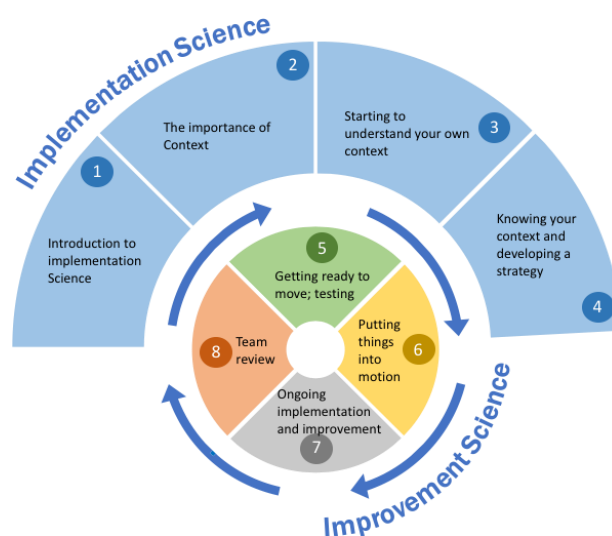 Implementation Science
1
Introduction to
implementation
Science
2
The importance of
Context
3
Starting to
understand your own
context
Knowing your
context and
developing a
strategy
4
5
Getting ready to
move; testing
6
Putting
things
into
motion
Ongoing
implementation
and improvement
7
8
Team
review
Improvement Science